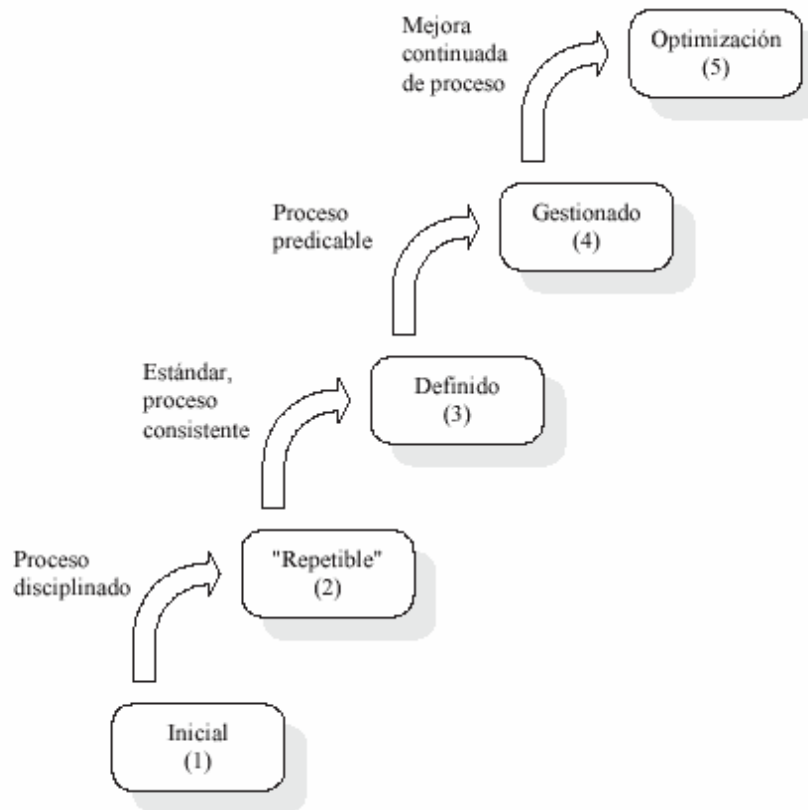 Mejora
continuada
de proceso
Optimización
(5)
Proceso
predicable
Gestionado
(4)
Estándar,
proceso
consistente
Definido
(3)
Proceso
disciplinado
"Repetible"
(2)
Inicial
(1)